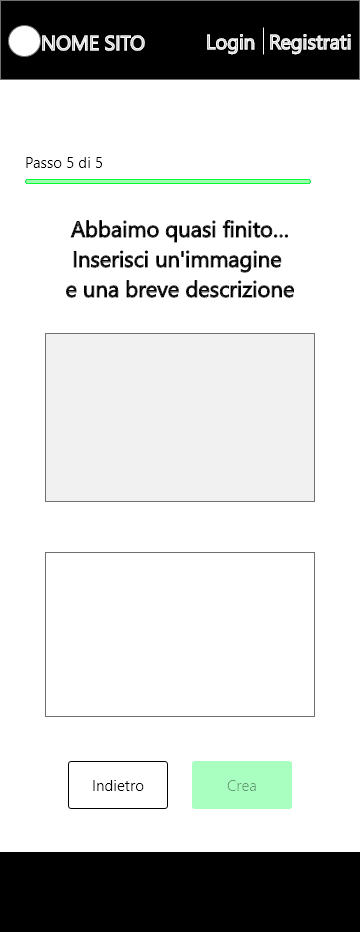 NOME SITO
Login
Registrati
Passo 5 di 5
Abbaimo quasi finito...
Inserisci un'immagine
e una breve descrizione
Indietro
Crea